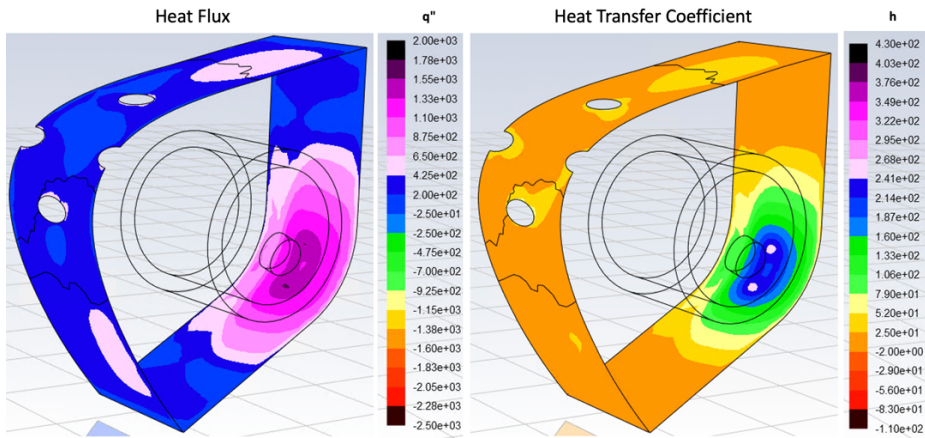 Heat Flux
q"
2.00e+03
1.78e+03
1.55e+03
1.33e+03
1.10e+03
8.75e+02
6.50e+02
4.25e+02
2.00e+02
-2.50e+01
-2.50e+02
-4.75e+02
-7.00e+02
-9.25e+02
-1.15e+03
-1.38e+03
-1.60e+03
-1.83e+03
-2.05e+03
-2.28e+03
-2.50e+03
Heat Transfer Coefficient
h
4.30e+02
4.03e+02
3.76e+02
3.49e+02
3.22e+02
2.95e+02
2.68e+02
2.41e+02
2.14e+02
1.87e+02
1.60e+02
1.33e+02
1.06e+02
7.90e+01
5.20e+01
2.50e+01
-2.00e+00
-2.90e+01
-5.60e+01
-8.30e+01
-1.10e+02